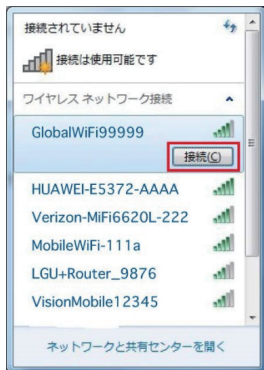 接続されていません
接続は使用可能です
ワイヤレス ネットワーク接続
GlobalWiFi99999
接続(C)
HUAWEI-E5372-AAAA
Verizon-MiFi6620L-222
MobileWiFi-111a
LGU+Router_9876
VisionMobile12345
ネットワークと共有センターを開く